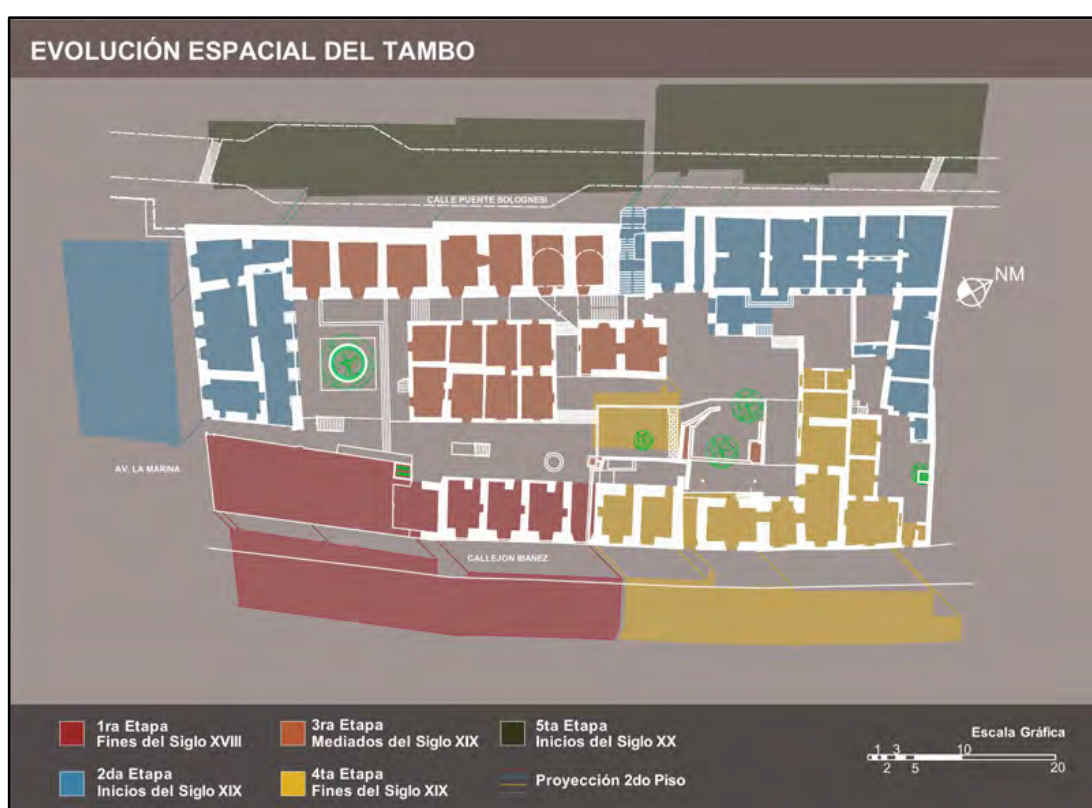 EVOLUCIÓN ESPACIAL DEL TAMBO
CALLE PUENTE BOLOGNESI
NM
AV. LA MARINA
CALLEJON IBAÑEZ
1ra Etapa
Fines del Siglo XVIII
2da Etapa
Inicios del Siglo XIX
3ra Etapa
Mediados del Siglo XIX
4ta Etapa
Fines del Siglo XIX
5ta Etapa
Inicios del Siglo XX
Proyección 2do Piso
Escala Gráfica
1 3 10
2 5 20